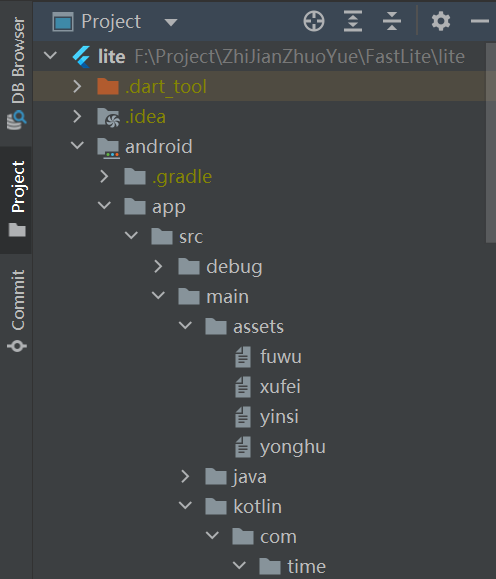 Project
lite F:\Project\ZhiJianZhuoYue\FastLite\lite
.dart_tool
.idea
android
.gradle
app
src
debug
main
assets
fuwu
xufei
yinsi
yonghu
java
kotlin
com
time
DB Browser
Project
Commit